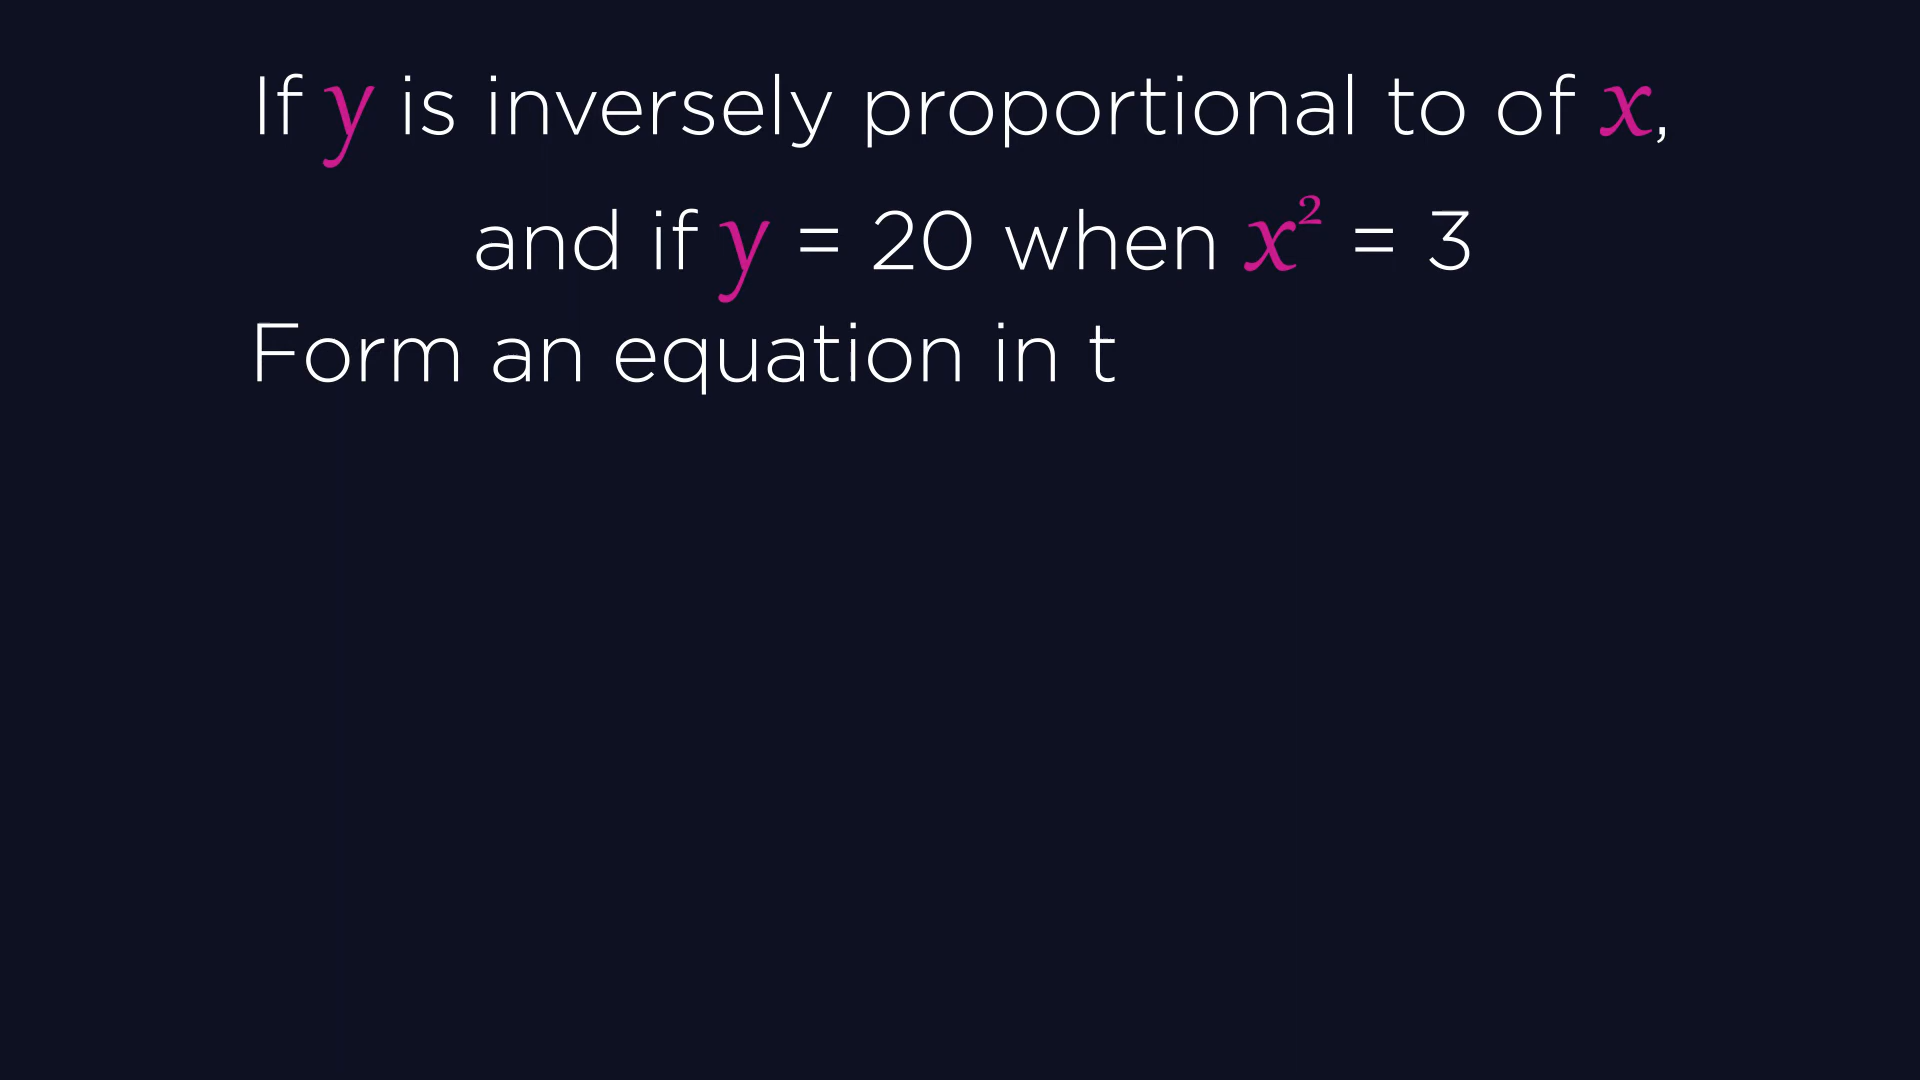 If y is inversely proportional to of x,
and if y = 20 when x² = 3
Form an equation in t